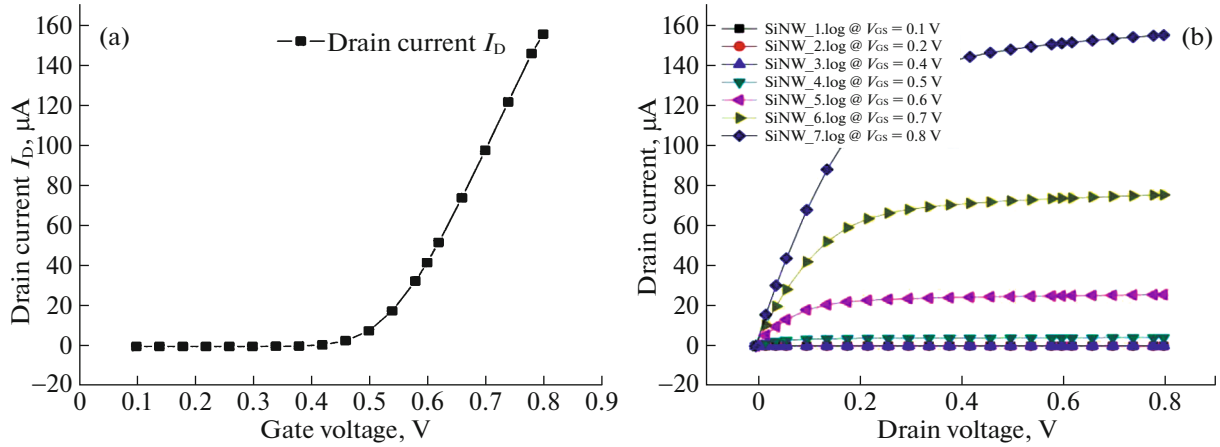 (a)
Drain current I_D
Drain current I_D, μA
160
140
120
100
80
60
40
20
0
–20
0
0.1
0.2
0.3
0.4
0.5
0.6
0.7
0.8
0.9
Gate voltage, V
(b)
SiNW_1.log @ V_GS = 0.1 V
SiNW_2.log @ V_GS = 0.2 V
SiNW_3.log @ V_GS = 0.4 V
SiNW_4.log @ V_GS = 0.5 V
SiNW_5.log @ V_GS = 0.6 V
SiNW_6.log @ V_GS = 0.7 V
SiNW_7.log @ V_GS = 0.8 V
Drain current, μA
160
140
120
100
80
60
40
20
0
–20
0
0.2
0.4
0.6
0.8
Drain voltage, V